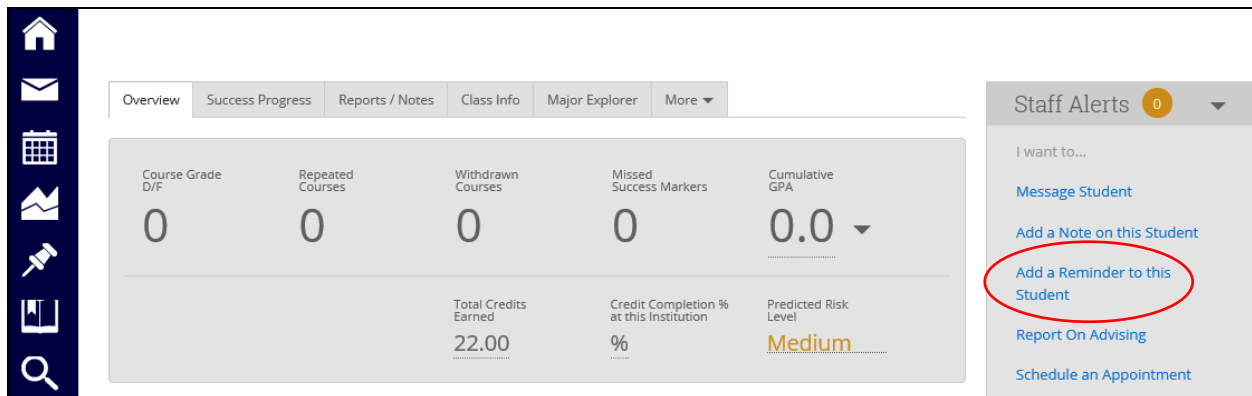 Overview Success Progress Reports / Notes Class Info Major Explorer More
Course Grade
D/F
0
Repeated
Courses
0
Withdrawn
Courses
0
Missed
Success Markers
0
Cumulative
GPA
0.0
Total Credits
Earned
22.00
Credit Completion %
at this Institution
%
Predicted Risk
Level
Medium
Staff Alerts 0
I want to...
Message Student
Add a Note on this Student
Add a Reminder to this
Student
Report On Advising
Schedule an Appointment